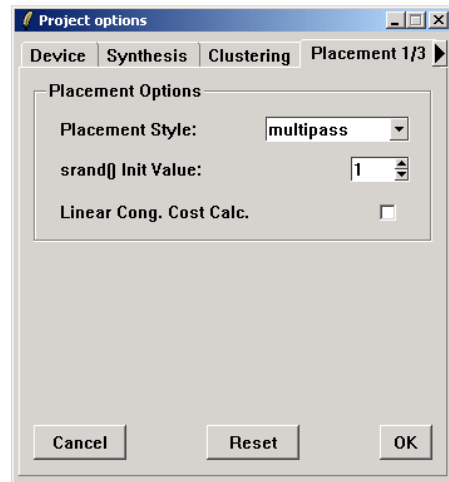 Project options
Device Synthesis Clustering Placement 1/3
Placement Options
Placement Style: multipass
srand() Init Value: 1
Linear Cong. Cost Calc.
Cancel Reset OK